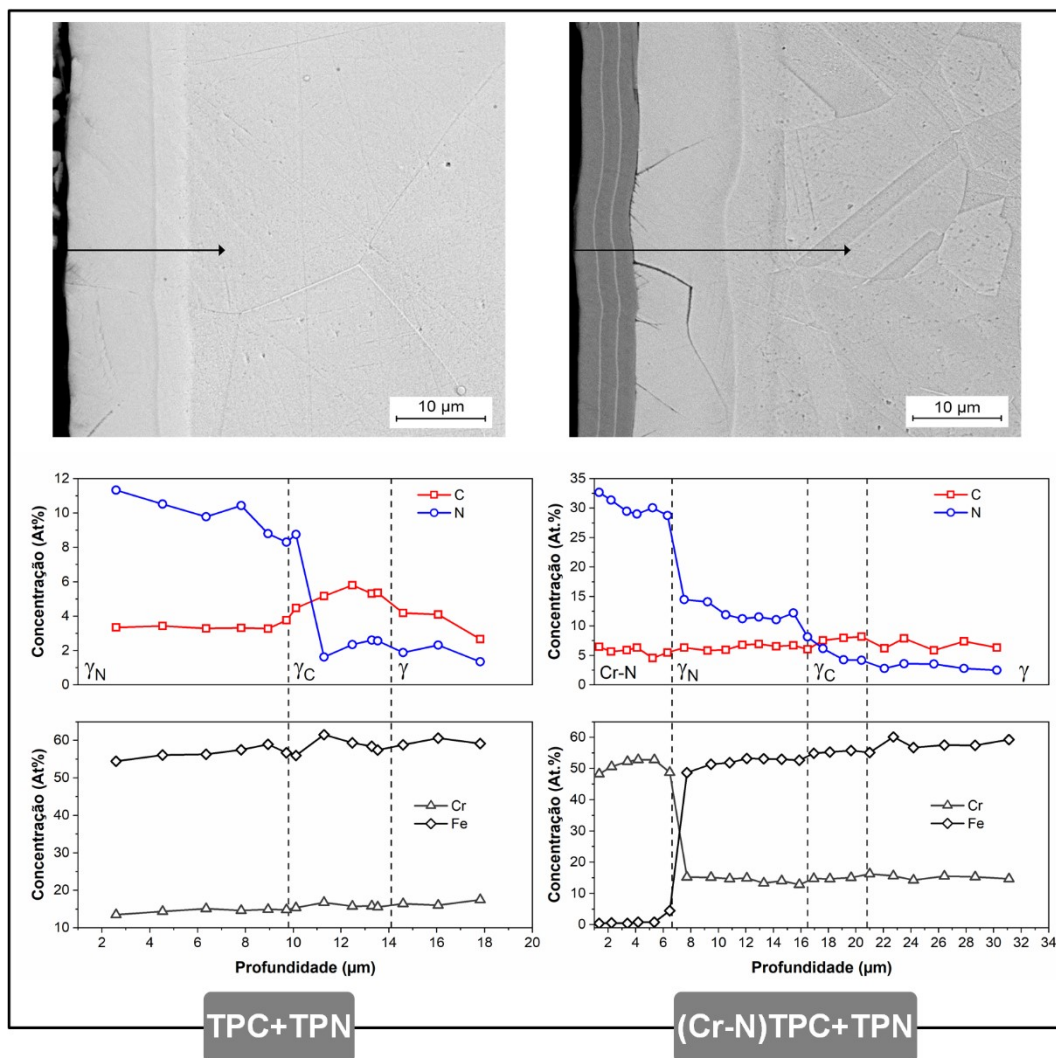 10 µm
10 µm
Concentração (At%)
12
10
8
6
4
2
0
C
N
γN
γC
γ
Concentração (At.%)
35
30
25
20
15
10
5
0
C
N
Cr-N
γN
γC
γ
Concentração (At%)
60
50
40
30
20
10
Cr
Fe
2 4 6 8 10 12 14 16 18 20
Profundidade (µm)
Concentração (At.%)
60
50
40
30
20
10
0
Cr
Fe
2 4 6 8 10 12 14 16 18 20 22 24 26 28 30 32 34
Profundidade (µm)
TPC+TPN
(Cr-N)TPC+TPN